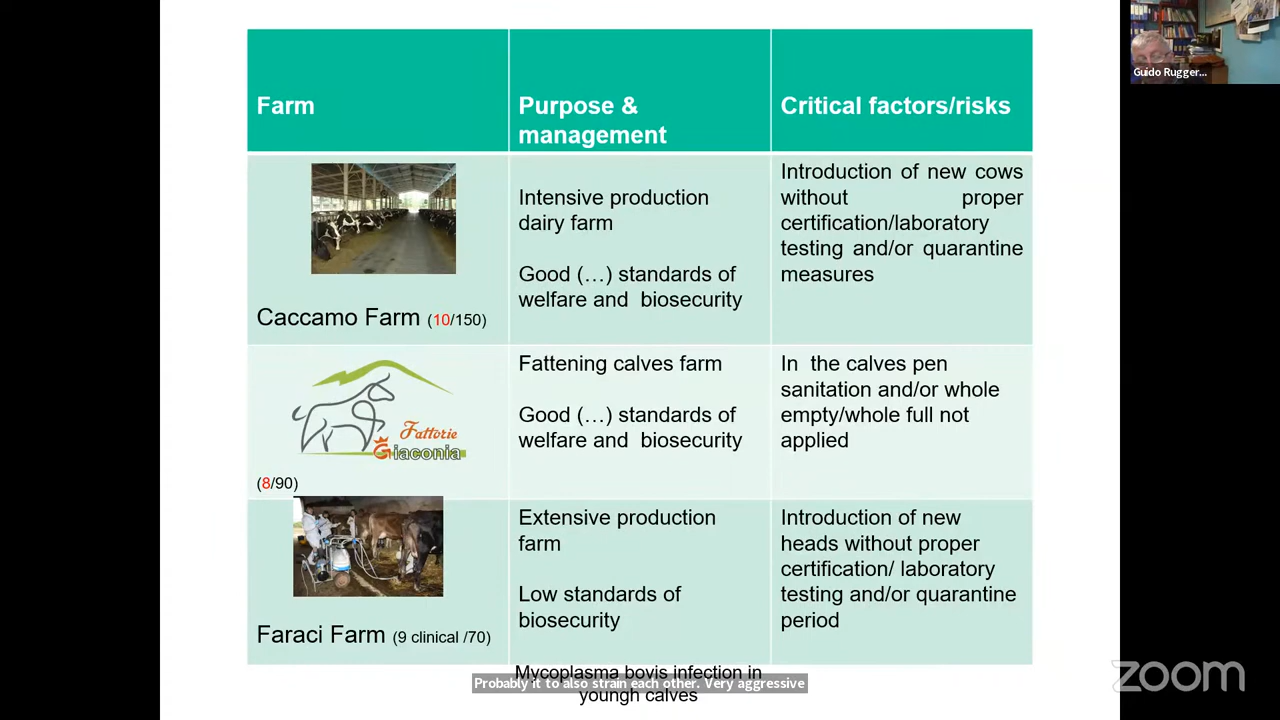 Farm
Purpose &
management
Critical factors/risks
Caccamo Farm (10/150)
Intensive production
dairy farm
Good (…) standards of
welfare and biosecurity
Introduction of new cows
without proper
certification/laboratory
testing and/or quarantine
measures
Fattorie
Giaconia
(8/90)
Fattening calves farm
Good (…) standards of
welfare and biosecurity
In the calves pen
sanitation and/or whole
empty/whole full not
applied
Faraci Farm (9 clinical /70)
Extensive production
farm
Low standards of
biosecurity
Introduction of new
heads without proper
certification/ laboratory
testing and/or quarantine
period
Mycoplasma bovis infection in
youngh calves
Probably it to also strain each other. Very aggressive
Guido Rugger...
zoom